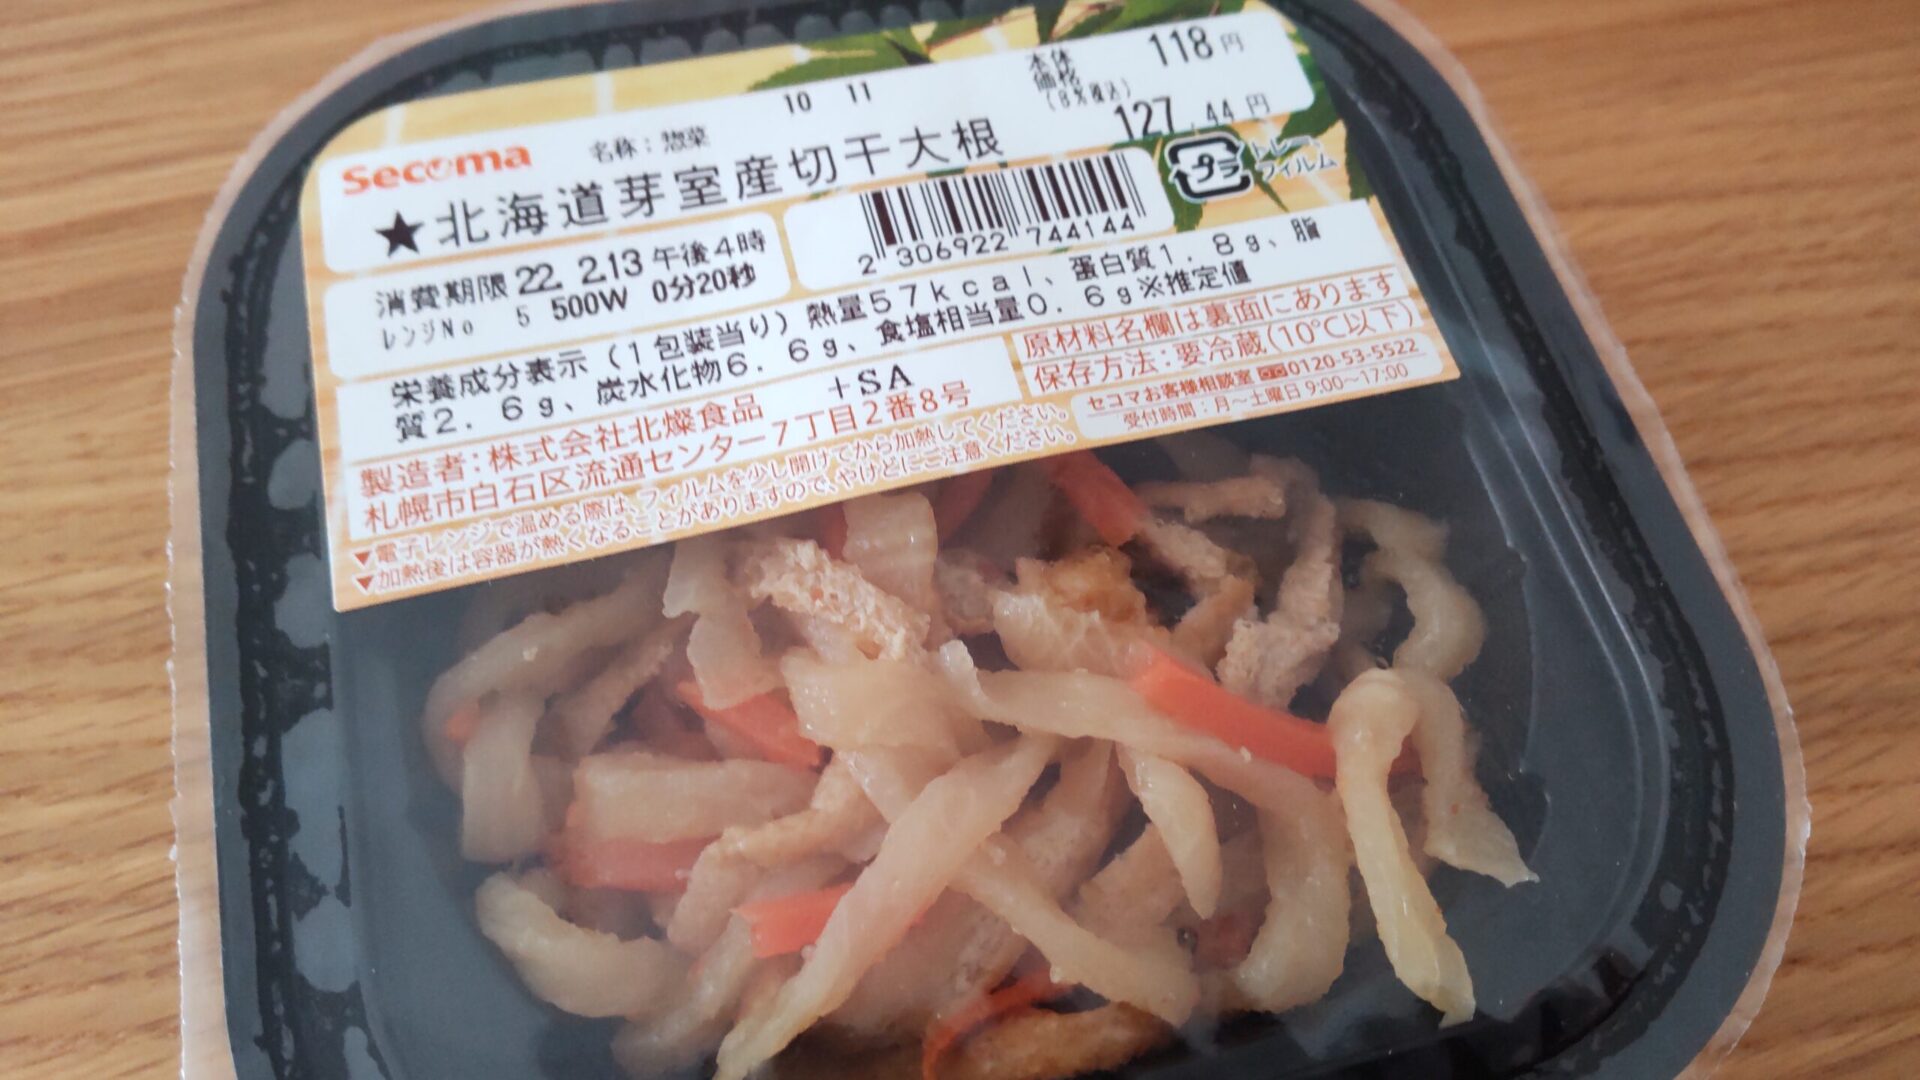 本体
価格 118円
(8%税込)
127.44円
10 11
Secoma 名称：惣菜
★北海道芽室産切干大根
プラ トレー、
フィルム
消費期限 22. 2.13 午後4時
レンジNo 5 500W 0分20秒
2 306922 744144
栄養成分表示（1包装当り）熱量57kcal、蛋白質1.8g、脂
質2.6g、炭水化物6.6g、食塩相当量0.6g※推定値
原材料名欄は裏面にあります
保存方法：要冷蔵(10℃以下)
製造者：株式会社北燦食品 +SA
札幌市白石区流通センター7丁目2番8号
セコマお客様相談室 0120-53-5522
受付時間：月～土曜日 9:00～17:00
▼電子レンジで温める際は、フィルムを少し開けてから加熱してください。
▼加熱後は容器が熱くなることがありますので、やけどにご注意ください。